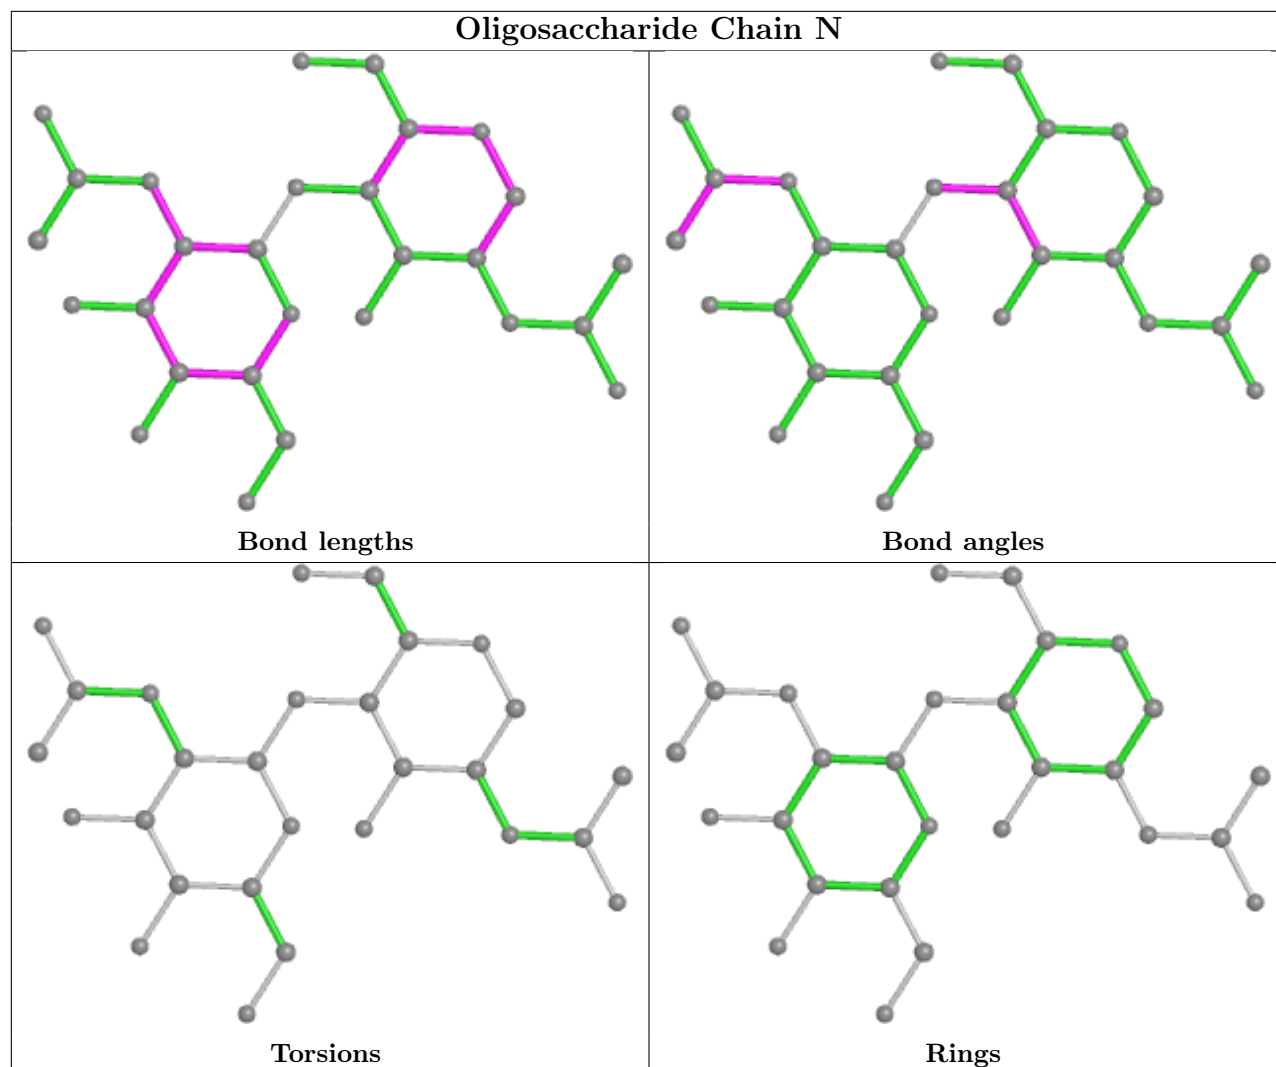 Oligosaccharide Chain N
Bond lengths
Bond angles
Torsions
Rings